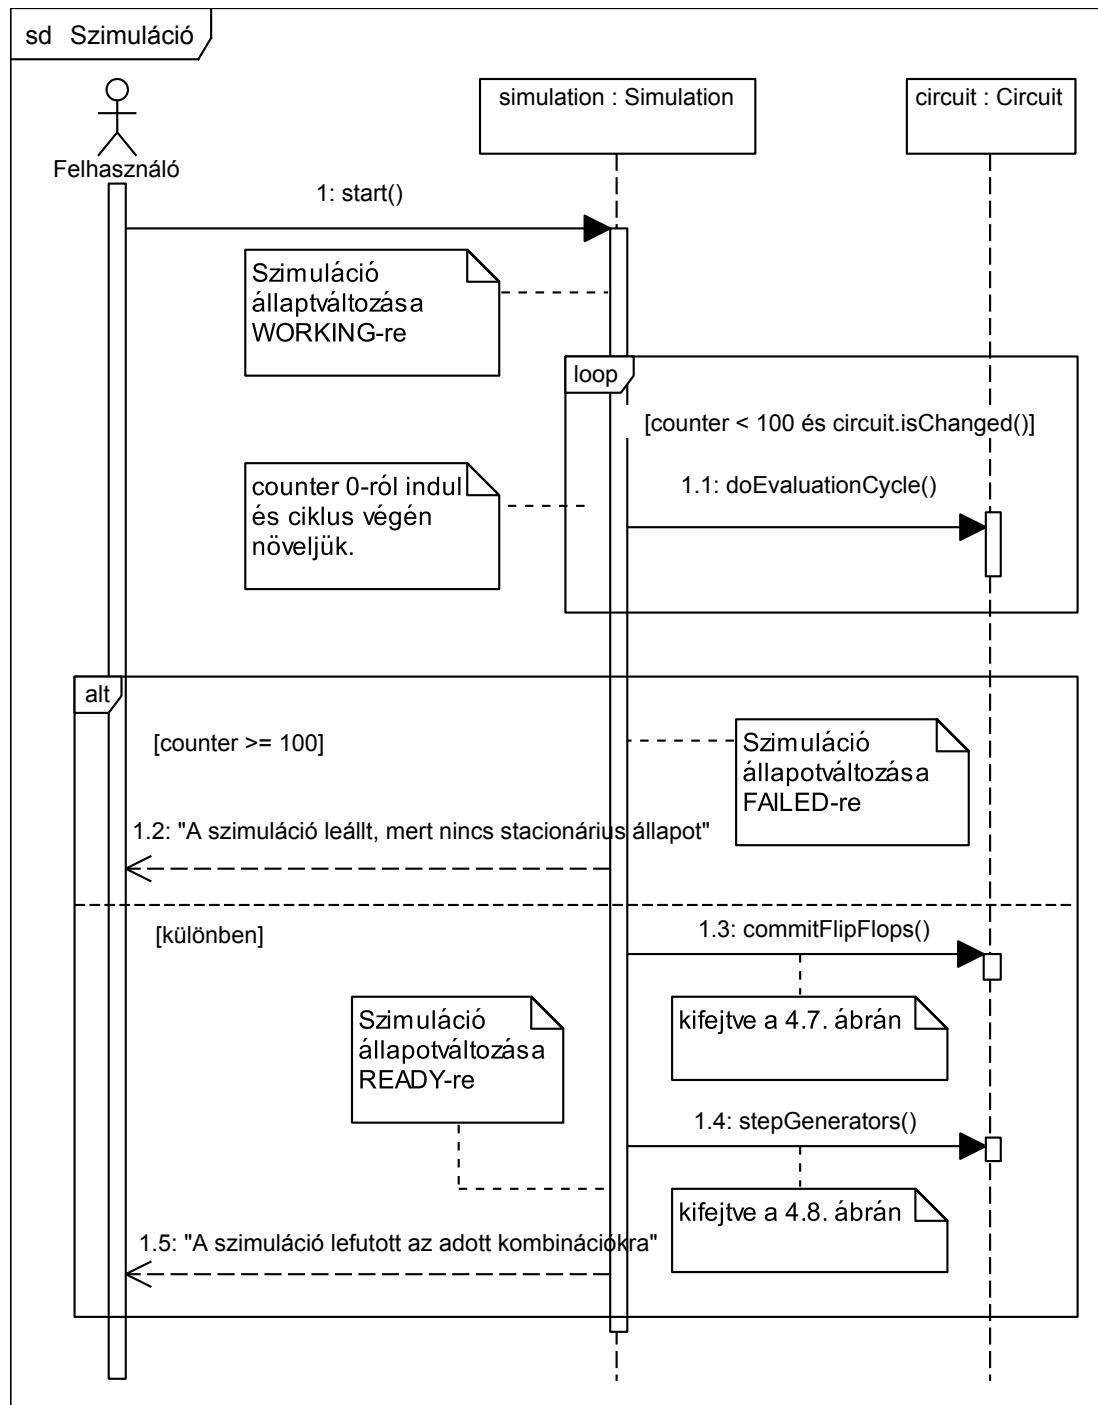 sd Szimuláció
simulation : Simulation
circuit : Circuit
Felhasználó
1: start()
Szimuláció
állaptváltozása
WORKING-re
loop
[counter < 100 és circuit.isChanged()]
counter 0-ról indul
és ciklus végén
növeljük.
1.1: doEvaluationCycle()
alt
[counter >= 100]
Szimuláció
állapotváltozása
FAILED-re
1.2: "A szimuláció leállt, mert nincs stacionárius állapot"
[különben]
1.3: commitFlipFlops()
Szimuláció
állapotváltozása
READY-re
kifejtve a 4.7. ábrán
1.4: stepGenerators()
kifejtve a 4.8. ábrán
1.5: "A szimuláció lefutott az adott kombinációkra"